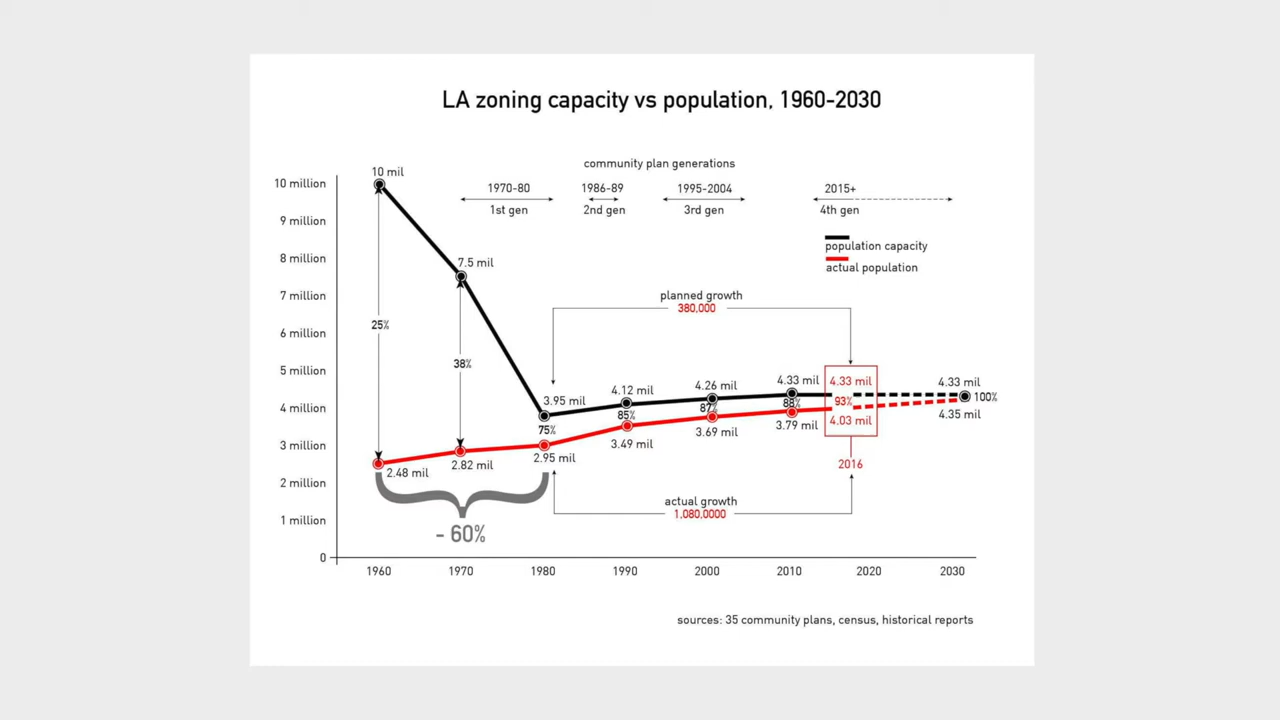 LA zoning capacity vs population, 1960-2030
community plan generations
1970-80
1st gen
1986-89
2nd gen
1995-2004
3rd gen
2015+
4th gen
population capacity
actual population
10 million
9 million
8 million
7 million
6 million
5 million
4 million
3 million
2 million
1 million
0
10 mil
7.5 mil
3.95 mil
4.12 mil
4.26 mil
4.33 mil
4.33 mil
4.33 mil
25%
38%
75%
85%
87%
88%
93%
100%
2.48 mil
2.82 mil
2.95 mil
3.49 mil
3.69 mil
3.79 mil
4.03 mil
4.35 mil
planned growth
380,000
2016
actual growth
1,080,0000
- 60%
1960
1970
1980
1990
2000
2010
2020
2030
sources: 35 community plans, census, historical reports